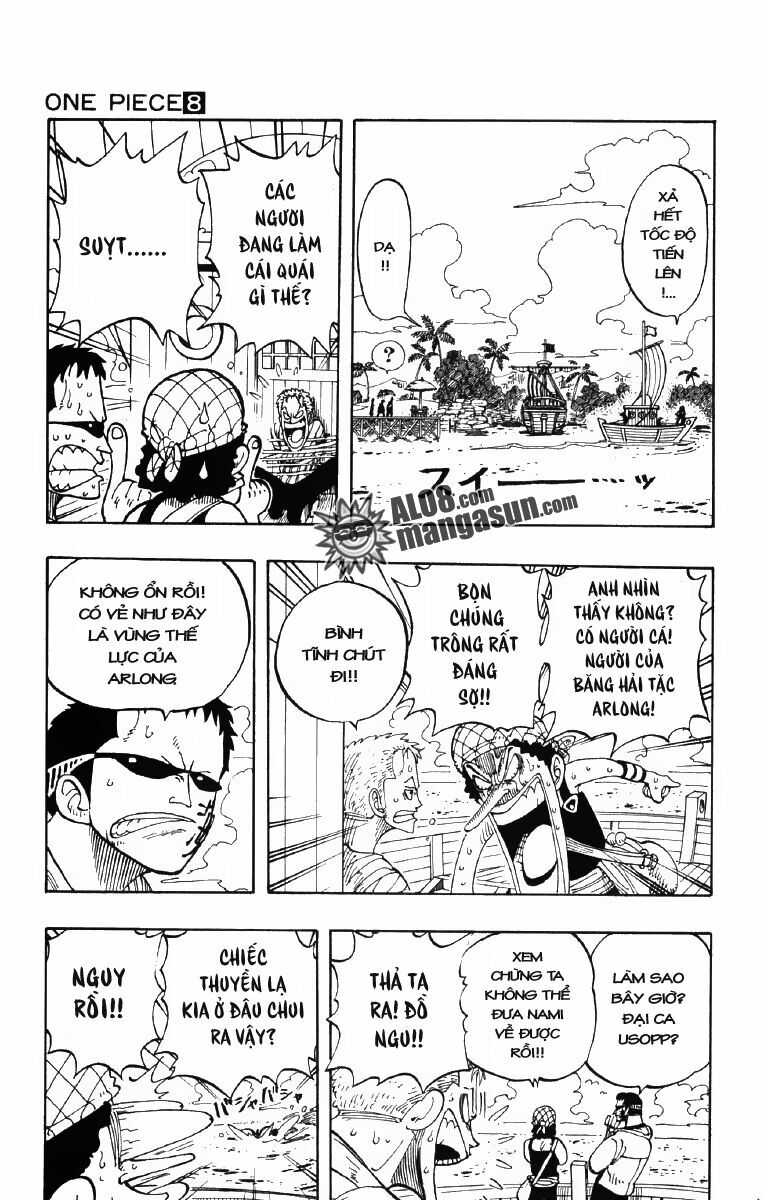 ONE PIECE 8
XẢ
HẾT
TỐC ĐỘ
TIẾN
LÊN
!...
DẠ
!!
?
フィー……ッ
CÁC
NGƯỜI
ĐANG LÀM
CÁI QUÁI
GÌ THẾ?
SUỴT......
ALO8.com
mangasun.com
ANH NHÌN
THẤY KHÔNG?
CÓ NGƯỜI CÁ!
NGƯỜI CỦA
BĂNG HẢI TẶC
ARLONG!
BỌN
CHÚNG
TRÔNG RẤT
ĐÁNG
SỢ!!
BÌNH
TĨNH CHÚT
ĐI!!
KHÔNG ỔN RỒI!
CÓ VẺ NHƯ ĐÂY
LÀ VÙNG THẾ
LỰC CỦA
ARLONG
LÀM SAO
BÂY GIỜ?
ĐẠI CA
USOPP?
XEM
CHỪNG TA
KHÔNG THỂ
ĐƯA NAMI
VỀ ĐƯỢC
RỒI!!
THẢ TA
RA! ĐỒ
NGU!!
CHIẾC
THUYỀN LẠ
KIA Ở ĐÂU CHUI
RA VẬY?
NGUY
RỒI!!